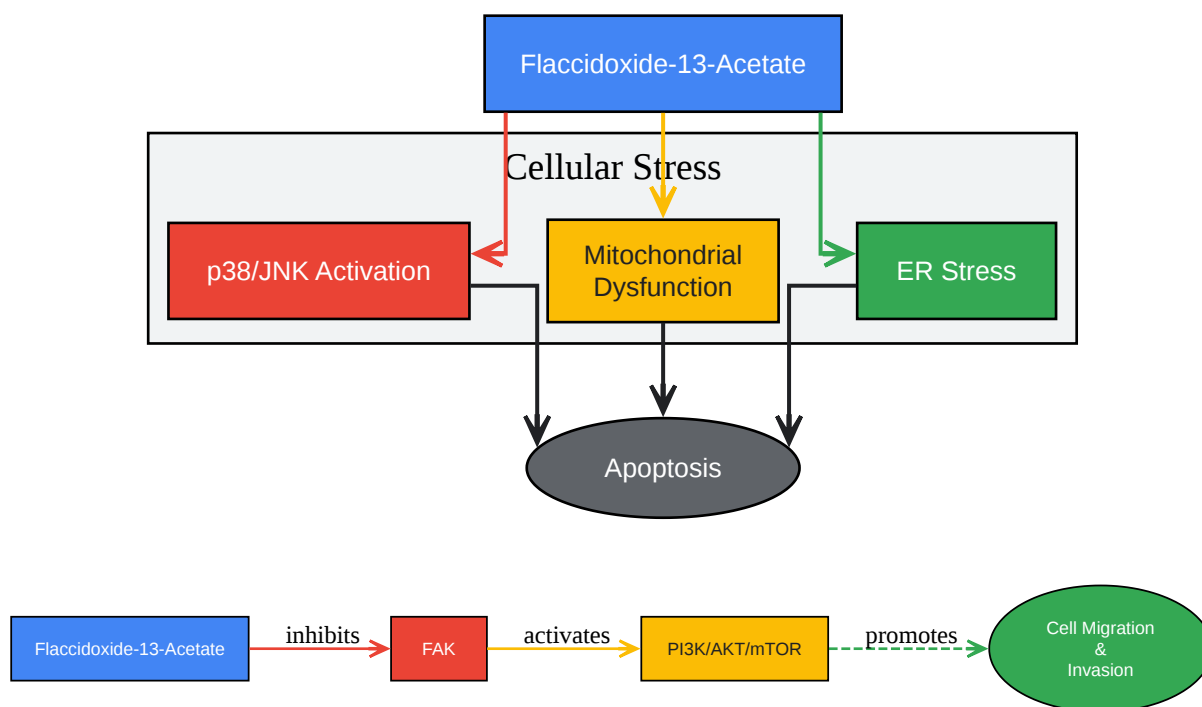 Flaccidoxide-13-Acetate
Cellular Stress
p38/JNK Activation
Mitochondrial
Dysfunction
ER Stress
Apoptosis
Flaccidoxide-13-Acetate
inhibits
FAK
activates
PI3K/AKT/mTOR
promotes
Cell Migration
&
Invasion